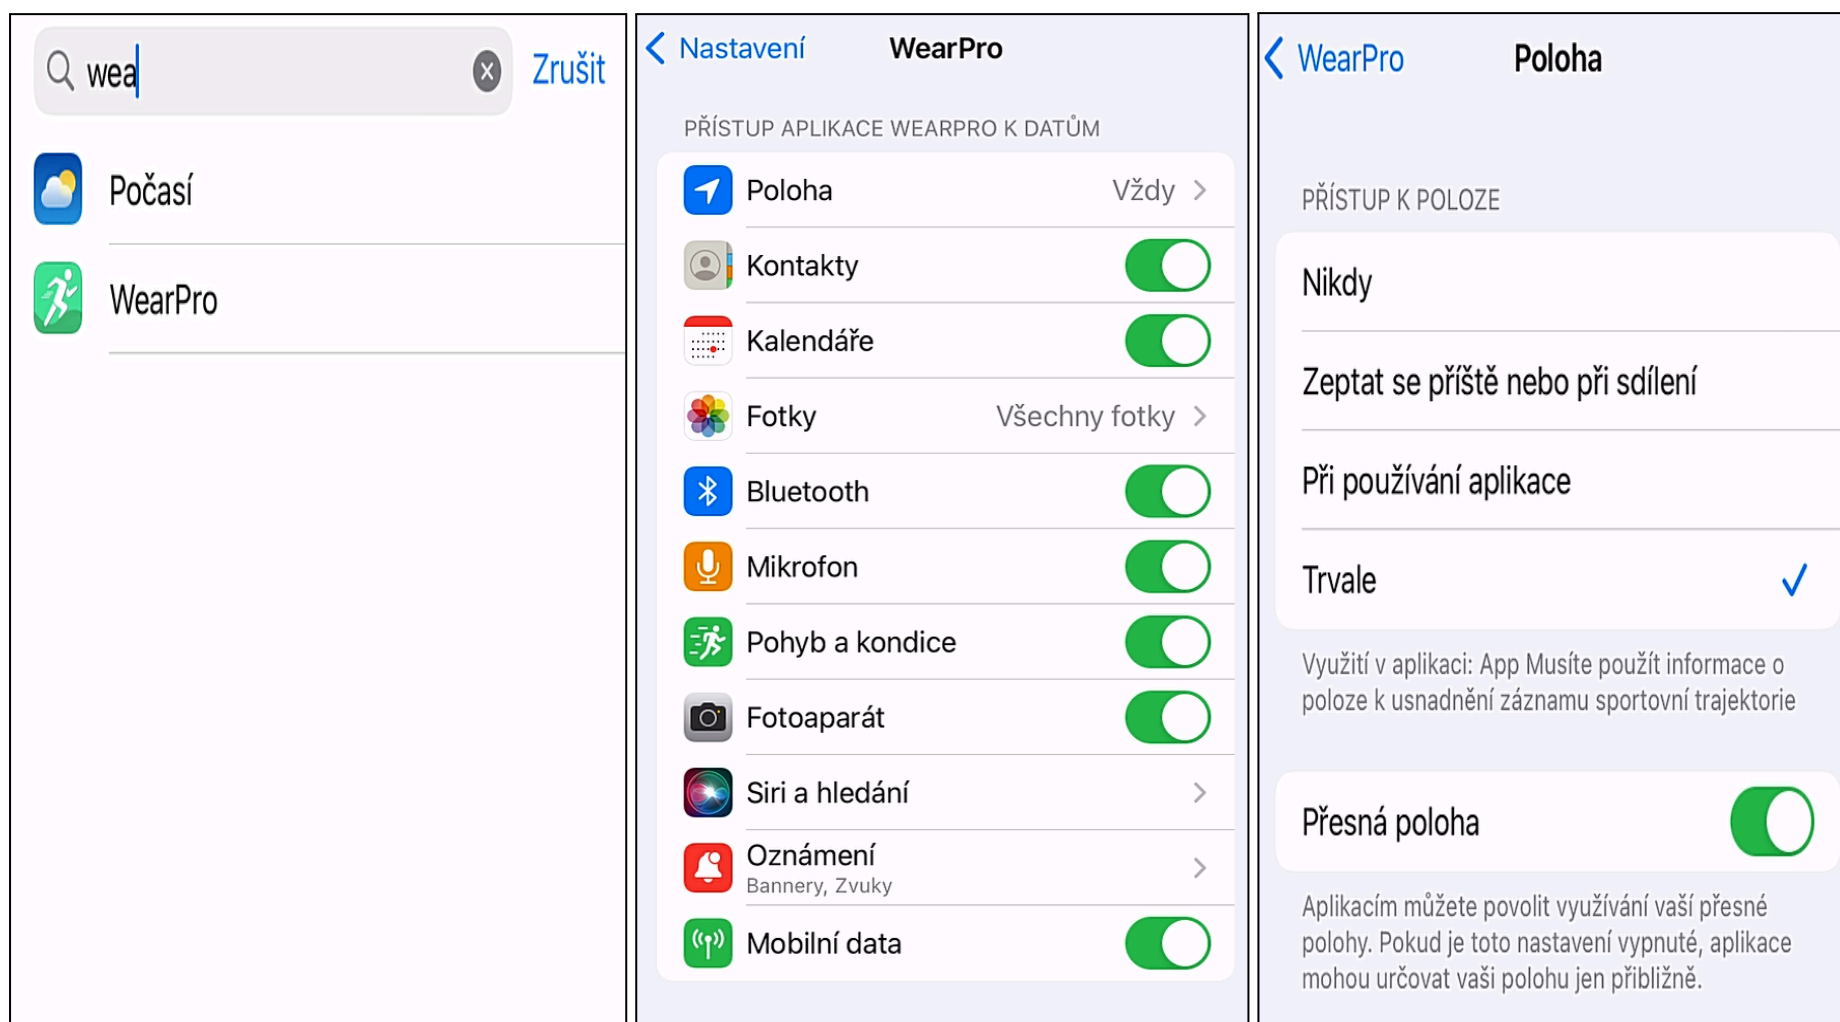 wea
Zrušit
Počasí
WearPro
Nastavení
WearPro
PŘÍSTUP APLIKACE WEARPRO K DATŮM
Poloha
Vždy
Kontakty
Kalendáře
Fotky
Všechny fotky
Bluetooth
Mikrofon
Pohyb a kondice
Fotoaparát
Siri a hledání
Oznámení
Bannery, Zvuky
Mobilní data
WearPro
Poloha
PŘÍSTUP K POLOZE
Nikdy
Zeptat se příště nebo při sdílení
Při používání aplikace
Trvale
Využití v aplikaci: App Musíte použít informace o
poloze k usnadnění záznamu sportovní trajektorie
Přesná poloha
Aplikacím můžete povolit využívání vaší přesné
polohy. Pokud je toto nastavení vypnuté, aplikace
mohou určovat vaši polohu jen přibližně.